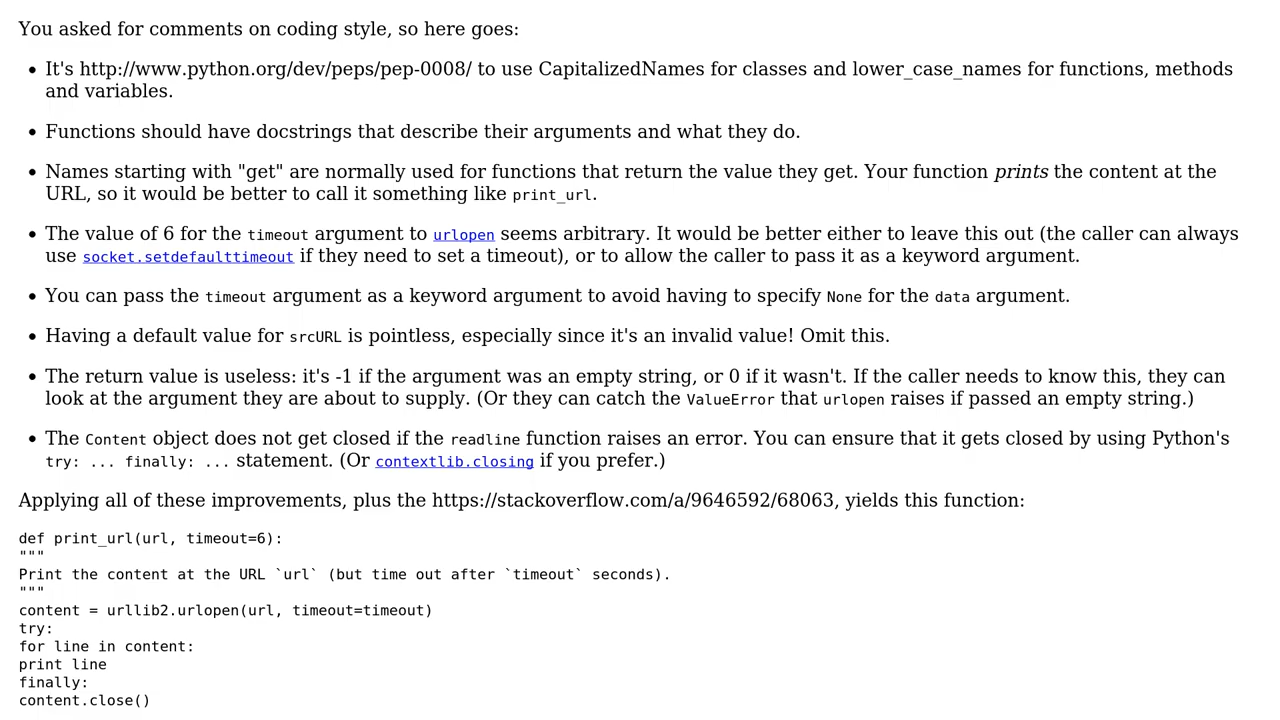 You asked for comments on coding style, so here goes:
• It's http://www.python.org/dev/peps/pep-0008/ to use CapitalizedNames for classes and lower_case_names for functions, methods
and variables.
• Functions should have docstrings that describe their arguments and what they do.
• Names starting with "get" are normally used for functions that return the value they get. Your function prints the content at the
URL, so it would be better to call it something like print_url.
• The value of 6 for the timeout argument to urlopen seems arbitrary. It would be better either to leave this out (the caller can always
use socket.setdefaulttimeout if they need to set a timeout), or to allow the caller to pass it as a keyword argument.
• You can pass the timeout argument as a keyword argument to avoid having to specify None for the data argument.
• Having a default value for srcURL is pointless, especially since it's an invalid value! Omit this.
• The return value is useless: it's -1 if the argument was an empty string, or 0 if it wasn't. If the caller needs to know this, they can
look at the argument they are about to supply. (Or they can catch the ValueError that urlopen raises if passed an empty string.)
• The Content object does not get closed if the readline function raises an error. You can ensure that it gets closed by using Python's
try: ... finally: ... statement. (Or contextlib.closing if you prefer.)
Applying all of these improvements, plus the https://stackoverflow.com/a/9646592/68063, yields this function:
def print_url(url, timeout=6):
"""
Print the content at the URL `url` (but time out after `timeout` seconds).
"""
content = urllib2.urlopen(url, timeout=timeout)
try:
for line in content:
print line
finally:
content.close()